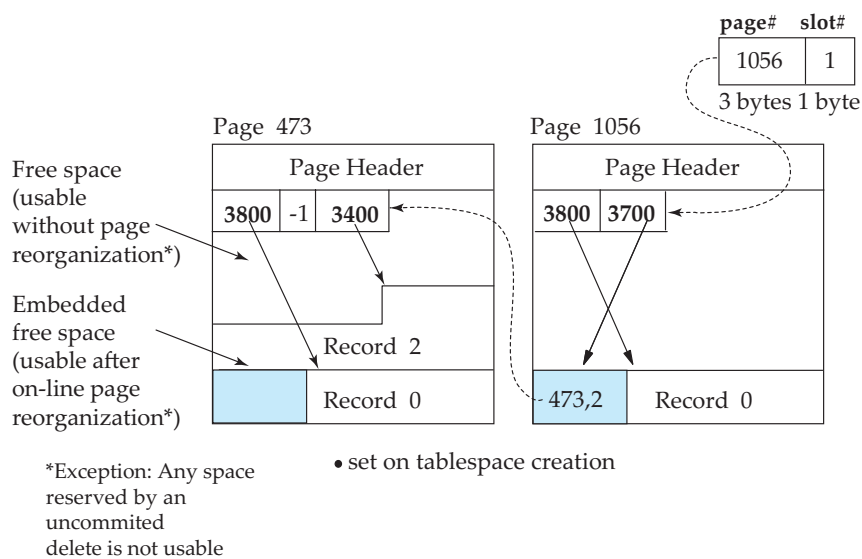 page# slot#
1056 1
3 bytes 1 byte
Page 473
Page 1056
Page Header
Page Header
3800 -1 3400
3800 3700
Free space
(usable
without page
reorganization*)
Embedded
free space
(usable after
on-line page
reorganization*)
Record 2
Record 0
473,2 Record 0
*Exception: Any space
reserved by an
uncommited
delete is not usable
• set on tablespace creation